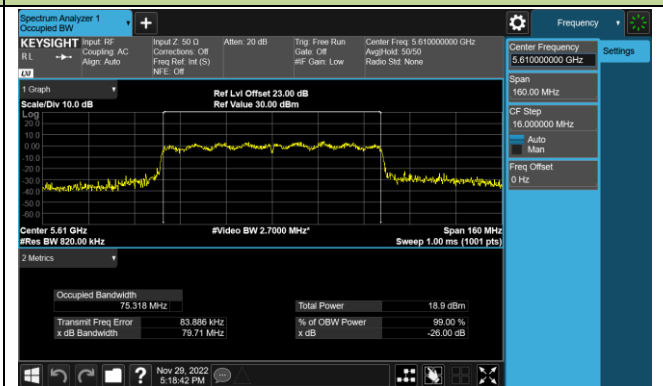 Spectrum Analyzer 1
Occupied BW
Frequency
KEYSIGHT
RL
Input: RF
Coupling: AC
Align: Auto
Input Z: 50 Ω
Corrections: Off
Freq Ref: Int (S)
NFE: Off
Atten: 20 dB
Trig: Free Run
Gate: Off
#IF Gain: Low
Center Freq: 5.610000000 GHz
Avg|Hold: 50/50
Radio Std: None
LXI
1 Graph
Scale/Div 10.0 dB
Ref Lvl Offset 23.00 dB
Ref Value 30.00 dBm
Log
20.0
10.0
0.00
-10.0
-20.0
-30.0
-40.0
-50.0
-60.0
Center 5.61 GHz
#Res BW 820.00 kHz
#Video BW 2.7000 MHz*
Span 160 MHz
Sweep 1.00 ms (1001 pts)
2 Metrics
Occupied Bandwidth
75.318 MHz
Transmit Freq Error 83.886 kHz
x dB Bandwidth 79.71 MHz
Total Power 18.9 dBm
% of OBW Power 99.00 %
x dB -26.00 dB
Center Frequency
5.610000000 GHz
Span
160.00 MHz
CF Step
16.000000 MHz
Auto
Man
Freq Offset
0 Hz
Settings
Nov 29, 2022
5:18:42 PM